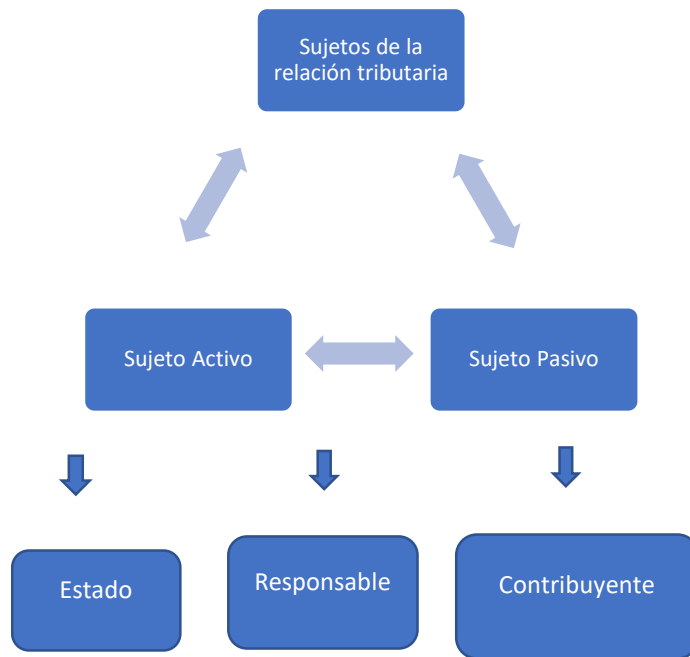 Sujetos de la
relación tributaria
Sujeto Activo
Sujeto Pasivo
Estado
Responsable
Contribuyente